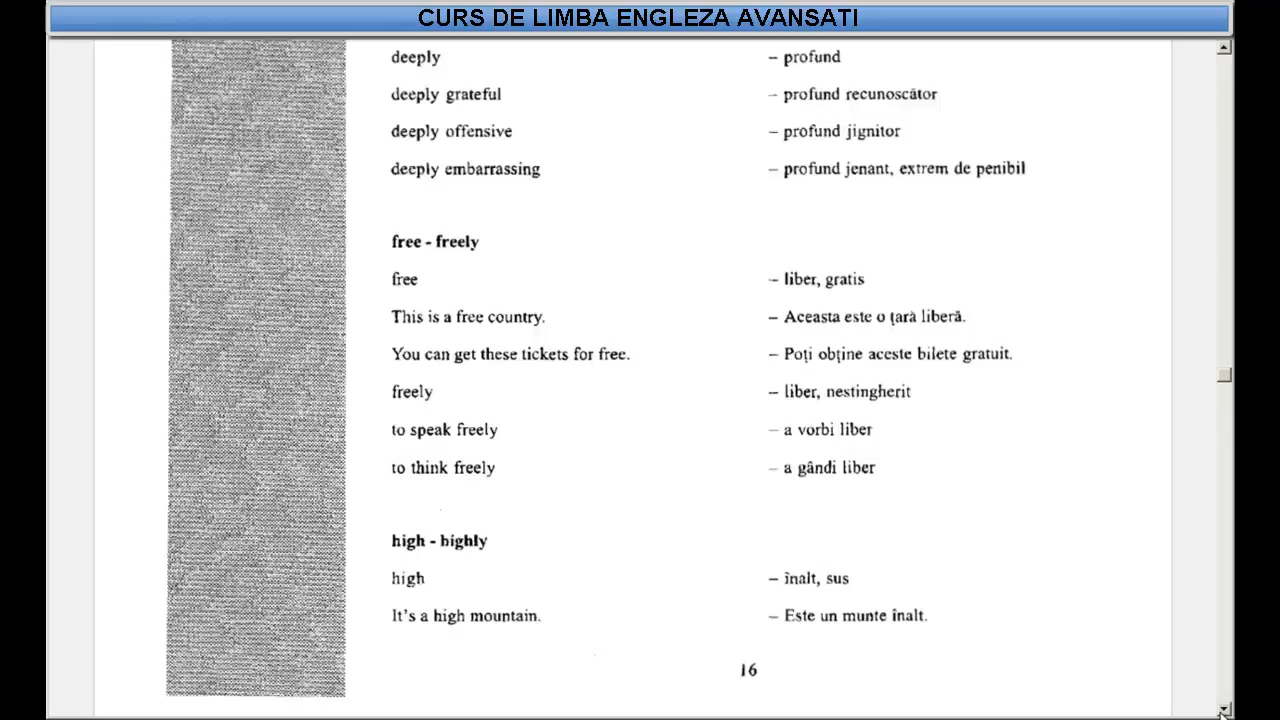 CURS DE LIMBA ENGLEZA AVANSATI
deeply – profund
deeply grateful – profund recunoscător
deeply offensive – profund jignitor
deeply embarrassing – profund jenant, extrem de penibil
free - freely
free – liber, gratis
This is a free country. – Aceasta este o țară liberă.
You can get these tickets for free. – Poți obține aceste bilete gratuit.
freely – liber, nestingherit
to speak freely – a vorbi liber
to think freely – a gândi liber
high - highly
high – înalt, sus
It's a high mountain. – Este un munte înalt.
16